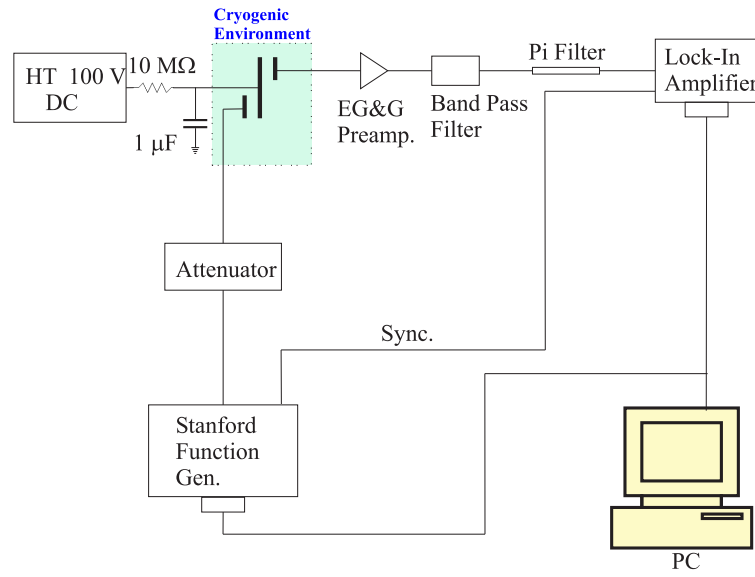 Cryogenic
Environment
HT 100 V
DC
10 MΩ
1 μF
EG&G
Preamp.
Band Pass
Filter
Pi Filter
Lock-In
Amplifier
Attenuator
Sync.
Stanford
Function
Gen.
PC